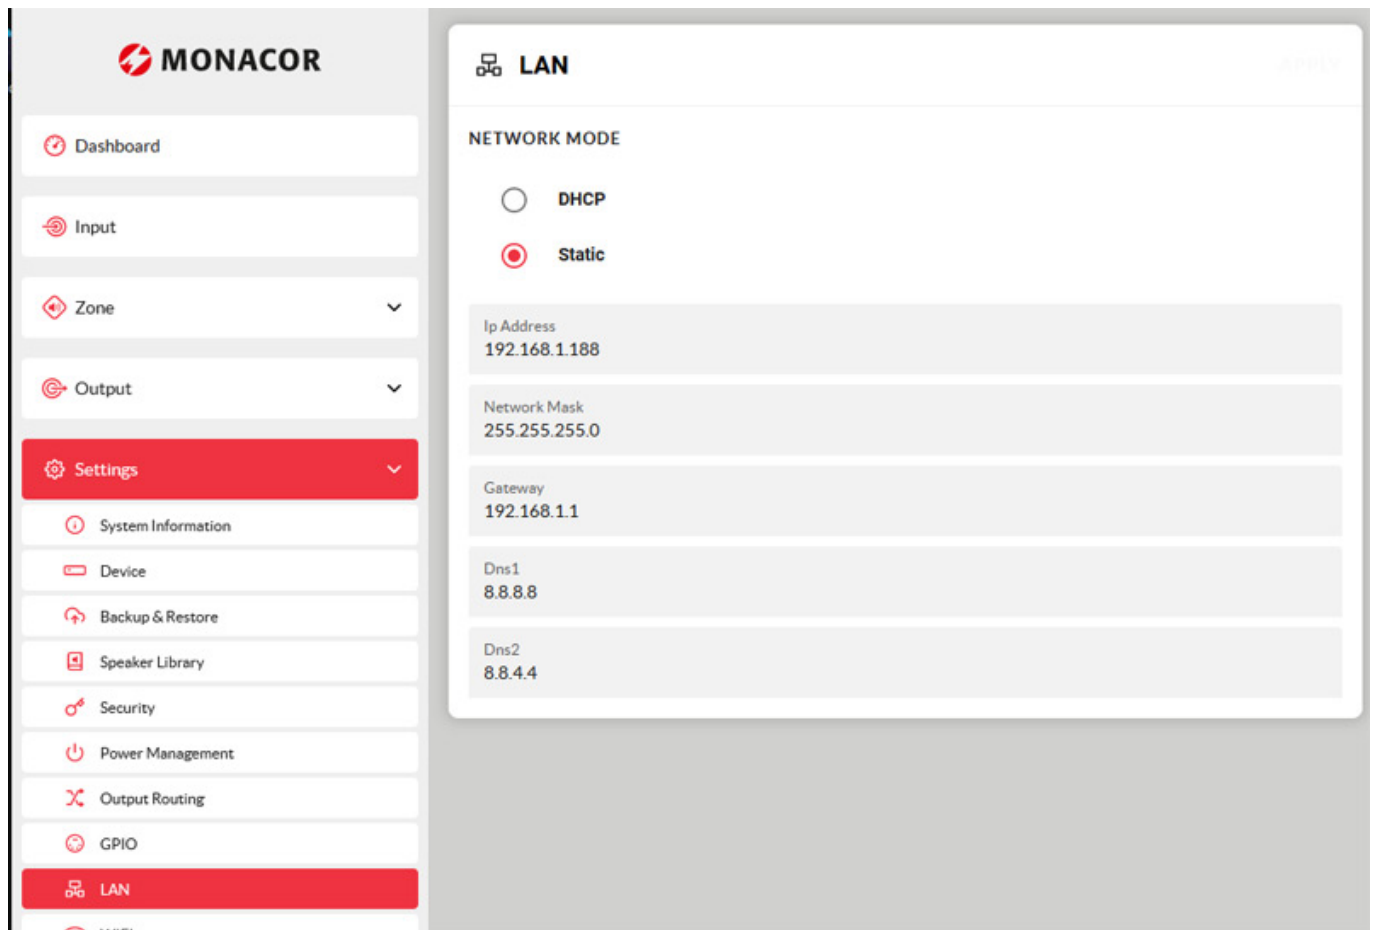 MONACOR
Dashboard
Input
Zone
Output
Settings
System Information
Device
Backup & Restore
Speaker Library
Security
Power Management
Output Routing
GPIO
LAN
LAN
APPLY
NETWORK MODE
DHCP
Static
Ip Address
192.168.1.188
Network Mask
255.255.255.0
Gateway
192.168.1.1
Dns1
8.8.8.8
Dns2
8.8.4.4